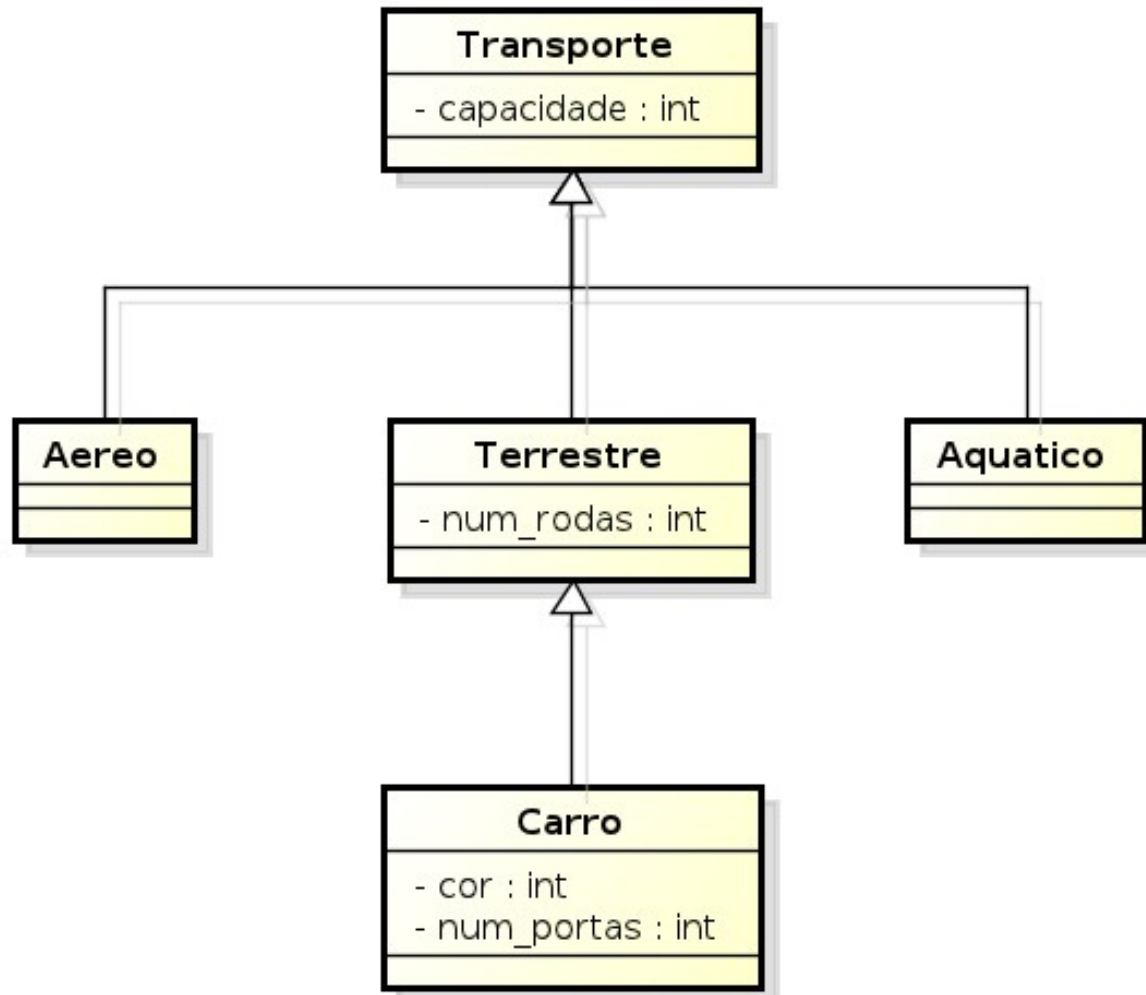 Transporte
- capacidade : int
Aereo
Terrestre
Aquatico
- num_rodas : int
Carro
- cor : int
- num_portas : int